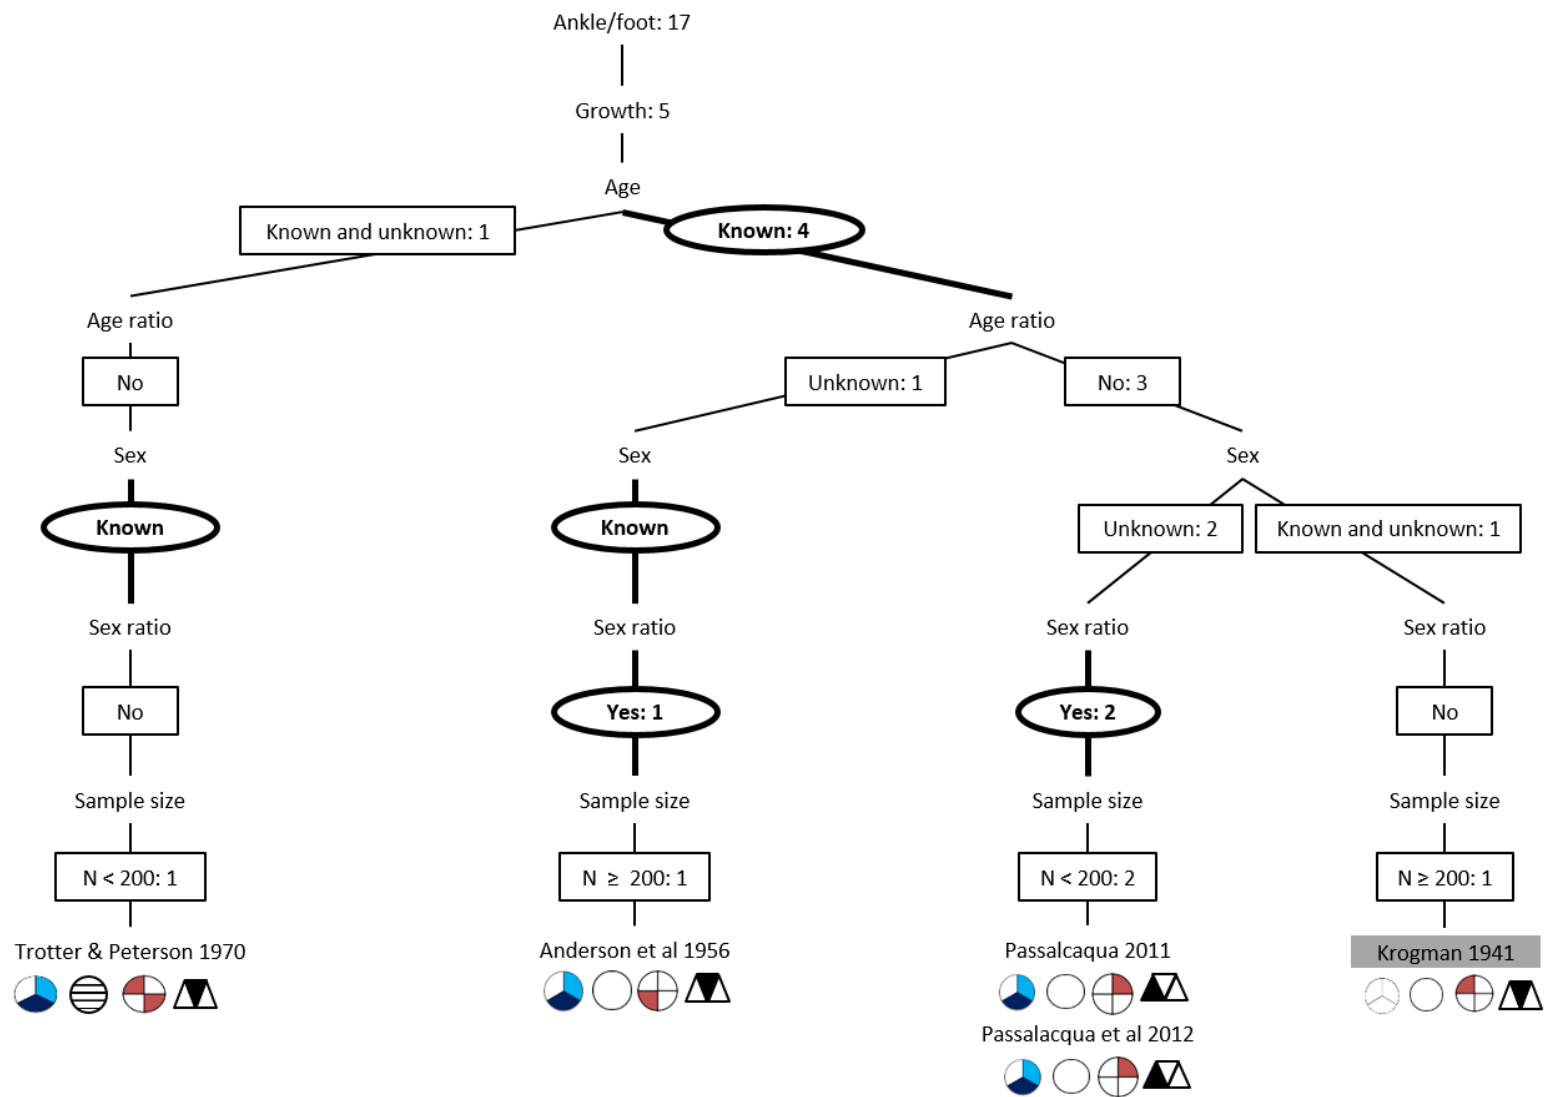 Ankle/foot: 17
Growth: 5
Age
Known and unknown: 1
Known: 4
Age ratio
Age ratio
No
Unknown: 1
No: 3
Sex
Sex
Sex
Known
Known
Unknown: 2
Known and unknown: 1
Sex ratio
Sex ratio
Sex ratio
Sex ratio
No
Yes: 1
Yes: 2
No
Sample size
Sample size
Sample size
Sample size
N < 200: 1
N ≥ 200: 1
N < 200: 2
N ≥ 200: 1
Trotter & Peterson 1970
Anderson et al 1956
Passalcaqua 2011
Krogman 1941
Passalacqua et al 2012